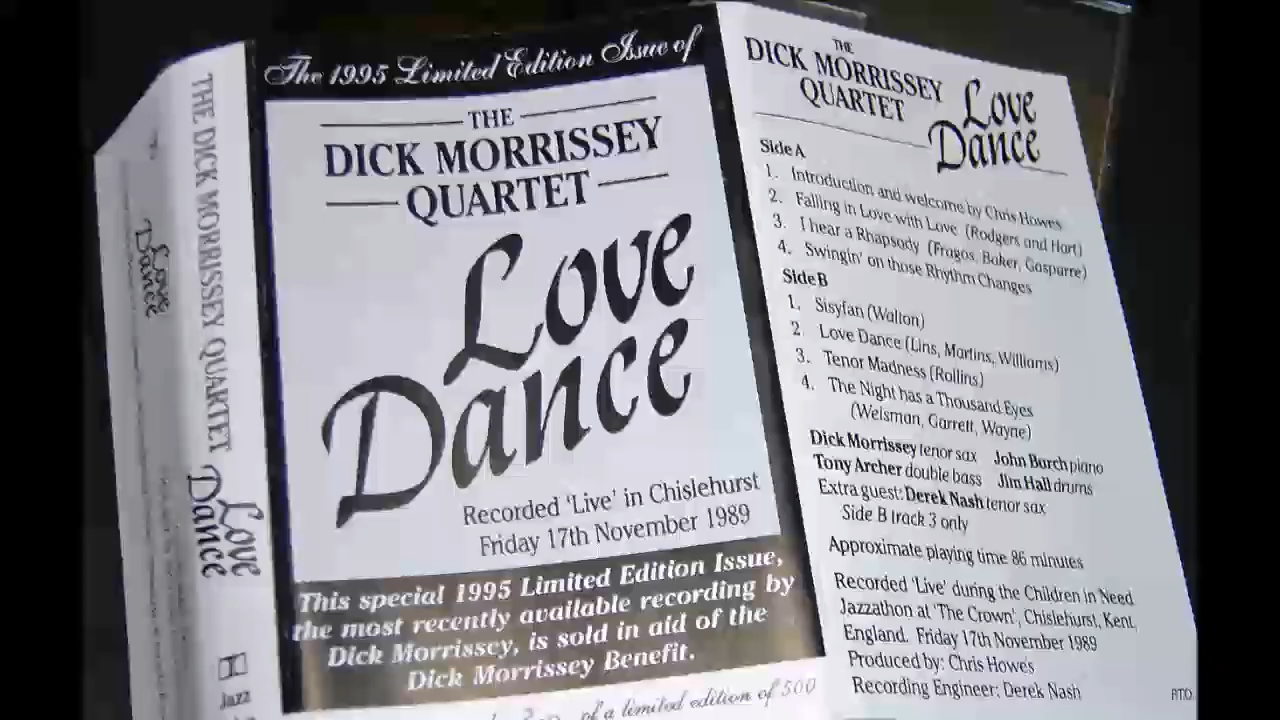 THE DICK MORRISSEY QUARTET
Love
Dance
Love
Dance
Jazz
The 1995 Limited Edition Issue of
THE
DICK MORRISSEY
QUARTET
Love
Dance
Recorded 'Live' in Chislehurst
Friday 17th November 1989
This special 1995 Limited Edition Issue,
the most recently available recording by
Dick Morrissey, is sold in aid of the
Dick Morrissey Benefit.
of a limited edition of 500
THE
DICK MORRISSEY
QUARTET
Love
Dance
Side A
1. Introduction and welcome by Chris Howes
2. Falling in Love with Love (Rodgers and Hart)
3. I hear a Rhapsody (Fragos, Baker, Gasparre)
4. Swingin' on those Rhythm Changes
Side B
1. Sisyfan (Walton)
2. Love Dance (Lins, Martins, Williams)
3. Tenor Madness (Rollins)
4. The Night has a Thousand Eyes
(Weisman, Garrett, Wayne)
Dick Morrissey tenor sax John Burch piano
Tony Archer double bass Jim Hall drums
Extra guest: Derek Nash tenor sax
Side B track 3 only
Approximate playing time 86 minutes
Recorded 'Live' during the Children in Need
Jazzathon at 'The Crown', Chislehurst, Kent,
England. Friday 17th November 1989
Produced by: Chris Howes
Recording Engineer: Derek Nash